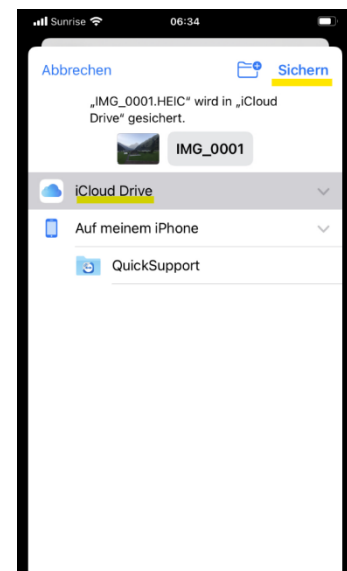 Sunrise 06:34
Abbrechen Sichern
„IMG_0001.HEIC“ wird in „iCloud
Drive“ gesichert.
IMG_0001
iCloud Drive
Auf meinem iPhone
QuickSupport